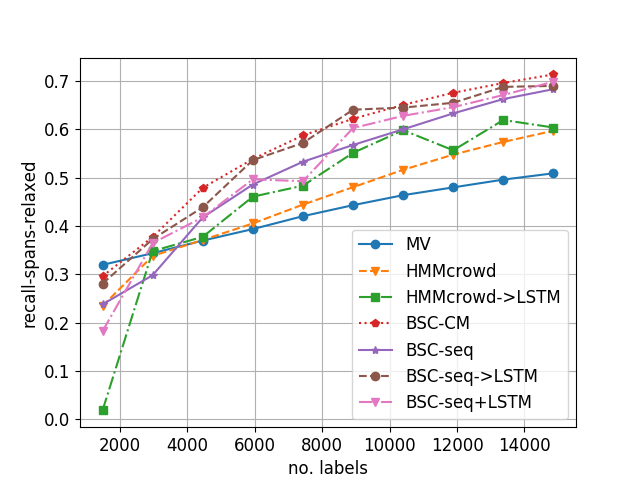 0.7
0.6
0.5
0.4
0.3
0.2
0.1
0.0
recall-spans-relaxed
MV
HMMcrowd
HMMcrowd->LSTM
BSC-CM
BSC-seq
BSC-seq->LSTM
BSC-seq+LSTM
2000 4000 6000 8000 10000 12000 14000
no. labels